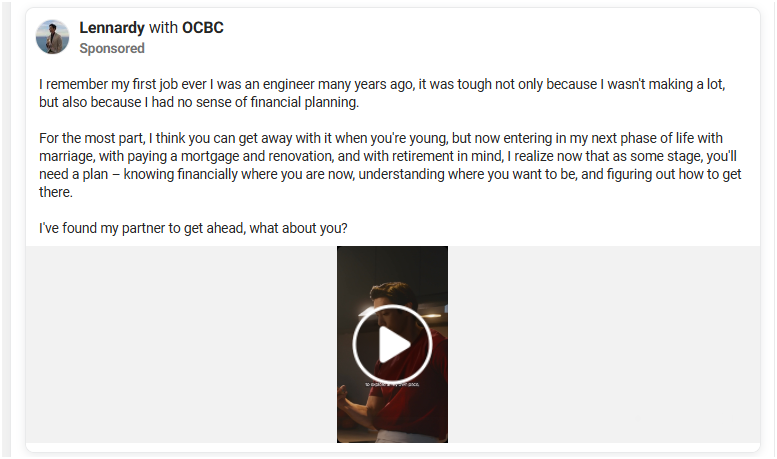 Lennardy with OCBC
Sponsored
I remember my first job ever I was an engineer many years ago, it was tough not only because I wasn't making a lot,
but also because I had no sense of financial planning.
For the most part, I think you can get away with it when you're young, but now entering in my next phase of life with
marriage, with paying a mortgage and renovation, and with retirement in mind, I realize now that as some stage, you'll
need a plan – knowing financially where you are now, understanding where you want to be, and figuring out how to get
there.
I've found my partner to get ahead, what about you?